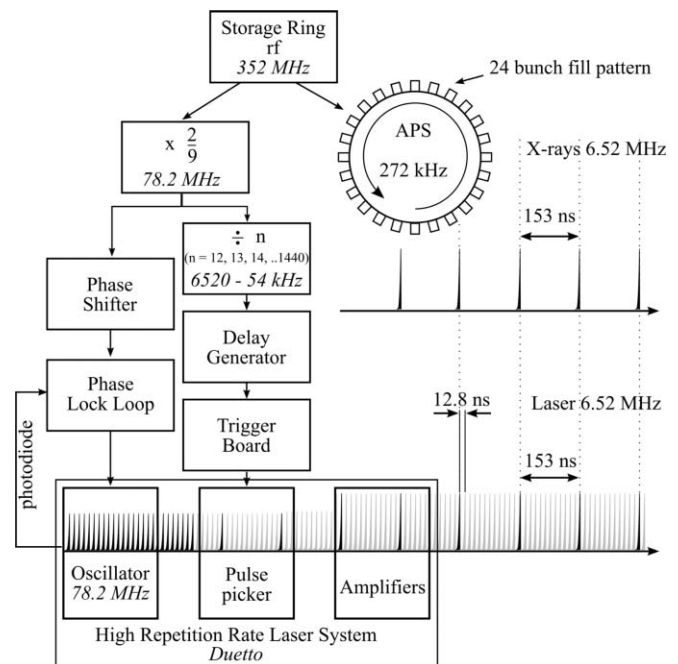 Storage Ring
rf
352 MHz
24 bunch fill pattern
APS
272 kHz
x 2/9
78.2 MHz
X-rays 6.52 MHz
153 ns
÷ n
(n = 12, 13, 14, ..1440)
6520 - 54 kHz
Phase
Shifter
Delay
Generator
Phase
Lock Loop
Trigger
Board
photodiode
12.8 ns
Laser 6.52 MHz
153 ns
Oscillator
78.2 MHz
Pulse
picker
Amplifiers
High Repetition Rate Laser System
Duetto